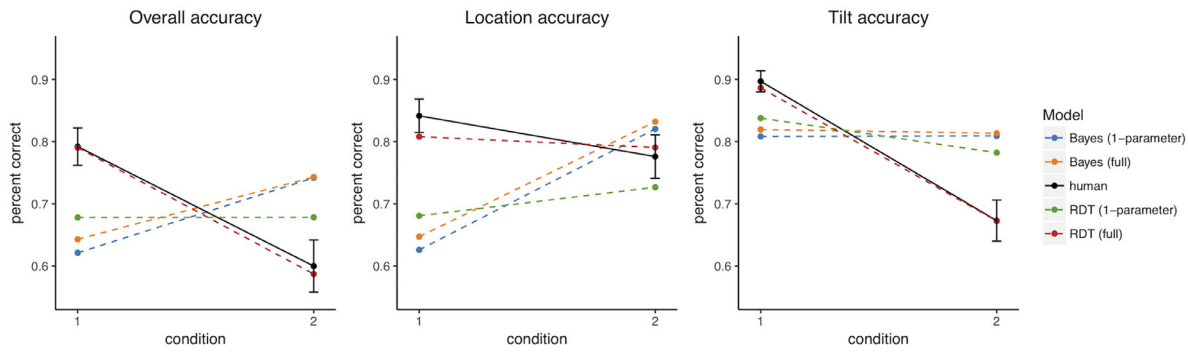 Overall accuracy
percent correct
0.9
0.8
0.7
0.6
1
2
condition
Location accuracy
percent correct
0.9
0.8
0.7
0.6
1
2
condition
Tilt accuracy
percent correct
0.9
0.8
0.7
0.6
1
2
condition
Model
Bayes (1−parameter)
Bayes (full)
human
RDT (1−parameter)
RDT (full)